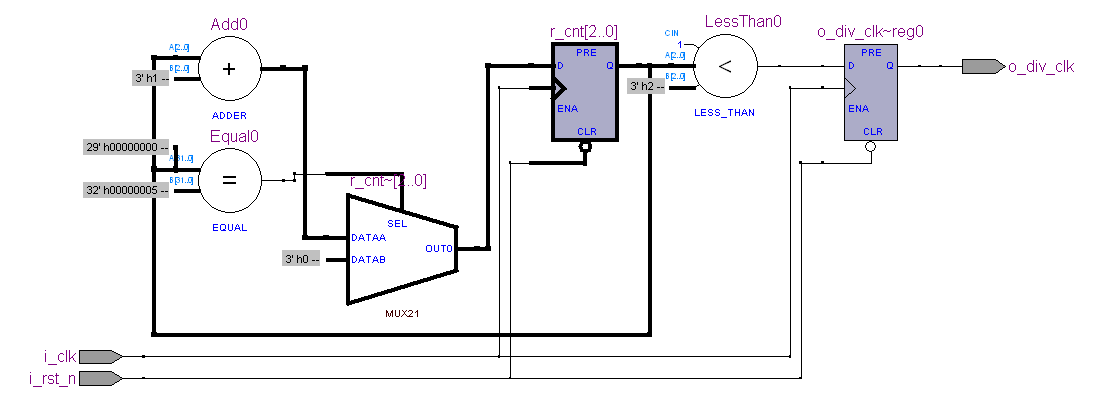 Add0
A[2..0]
B[2..0]
3' h1 --
+
ADDER
29' h00000000 --
Equal0
A[31..0]
B[31..0]
32' h00000005 --
=
EQUAL
r_cnt~[2..0]
SEL
DATAA
DATAB
OUT0
3' h0 --
MUX21
r_cnt[2..0]
PRE
D
Q
ENA
CLR
LessThan0
CIN
1
A[2..0]
B[2..0]
3' h2 --
<
LESS_THAN
o_div_clk~reg0
PRE
D
Q
ENA
CLR
o_div_clk
i_clk
i_rst_n